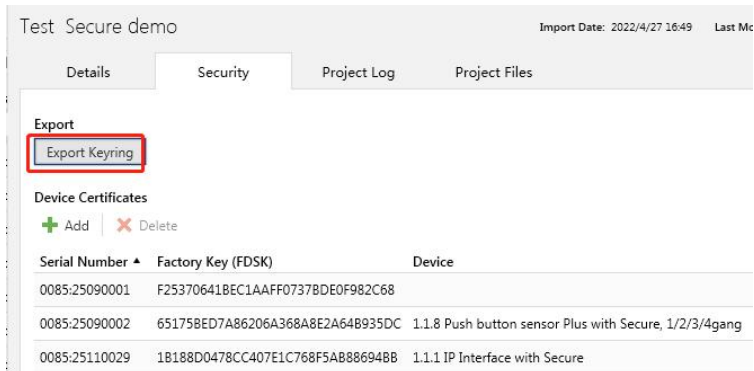 Test Secure demo Import Date: 2022/4/27 16:49 Last Mo
Details Security Project Log Project Files
Export
Export Keyring
Device Certificates
Add Delete
Serial Number Factory Key (FDSK) Device
0085:25090001 F25370641BEC1AAFF0737BDE0F982C68
0085:25090002 65175BED7A86206A368A8E2A64B935DC 1.1.8 Push button sensor Plus with Secure, 1/2/3/4gang
0085:25110029 1B188D0478CC407E1C768F5AB88694BB 1.1.1 IP Interface with Secure